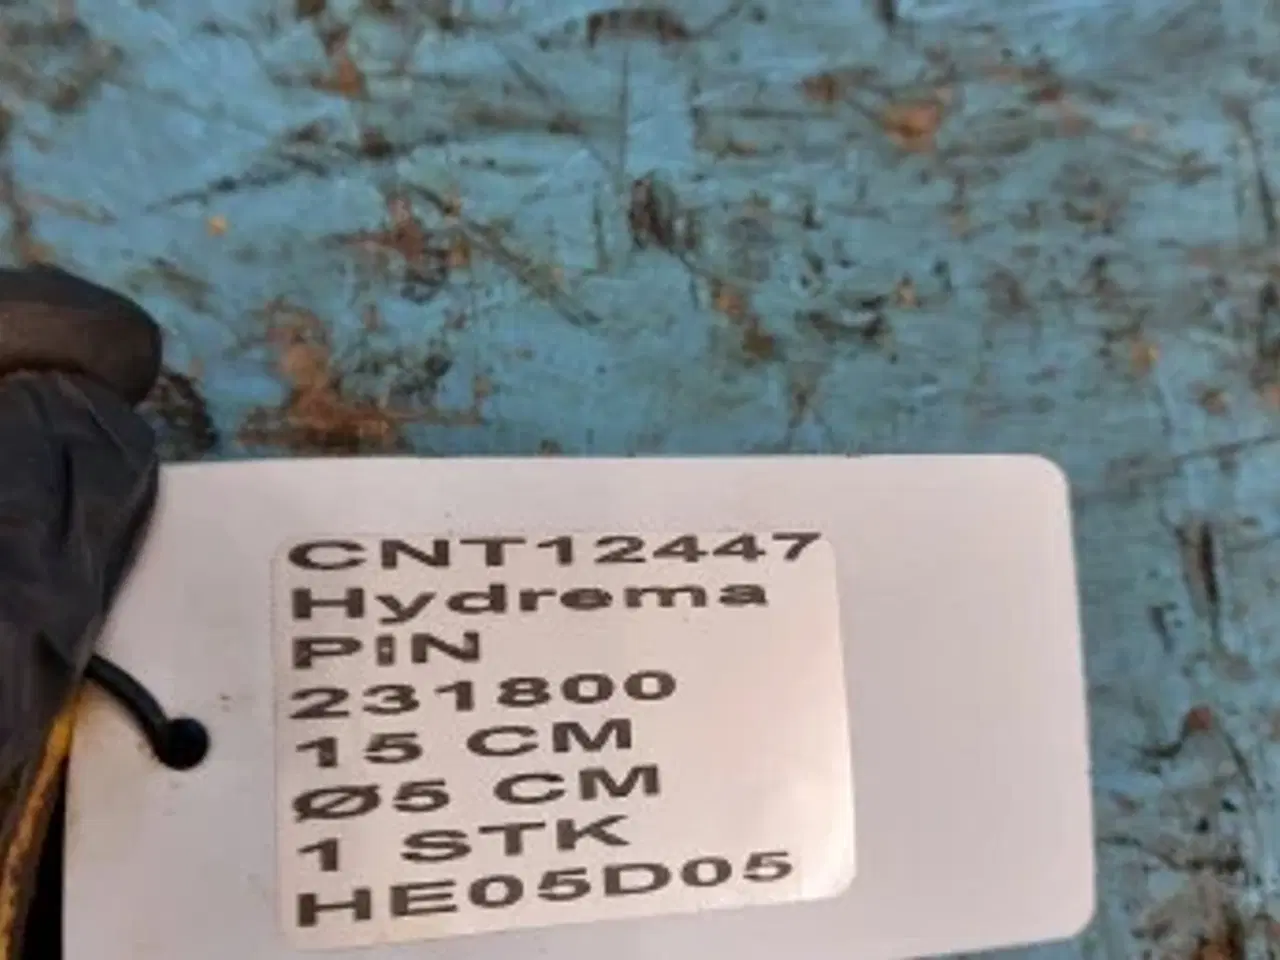 CNT12447
Hydrema
PIN
231800
15 CM
Ø5 CM
1 STK
HE05D05